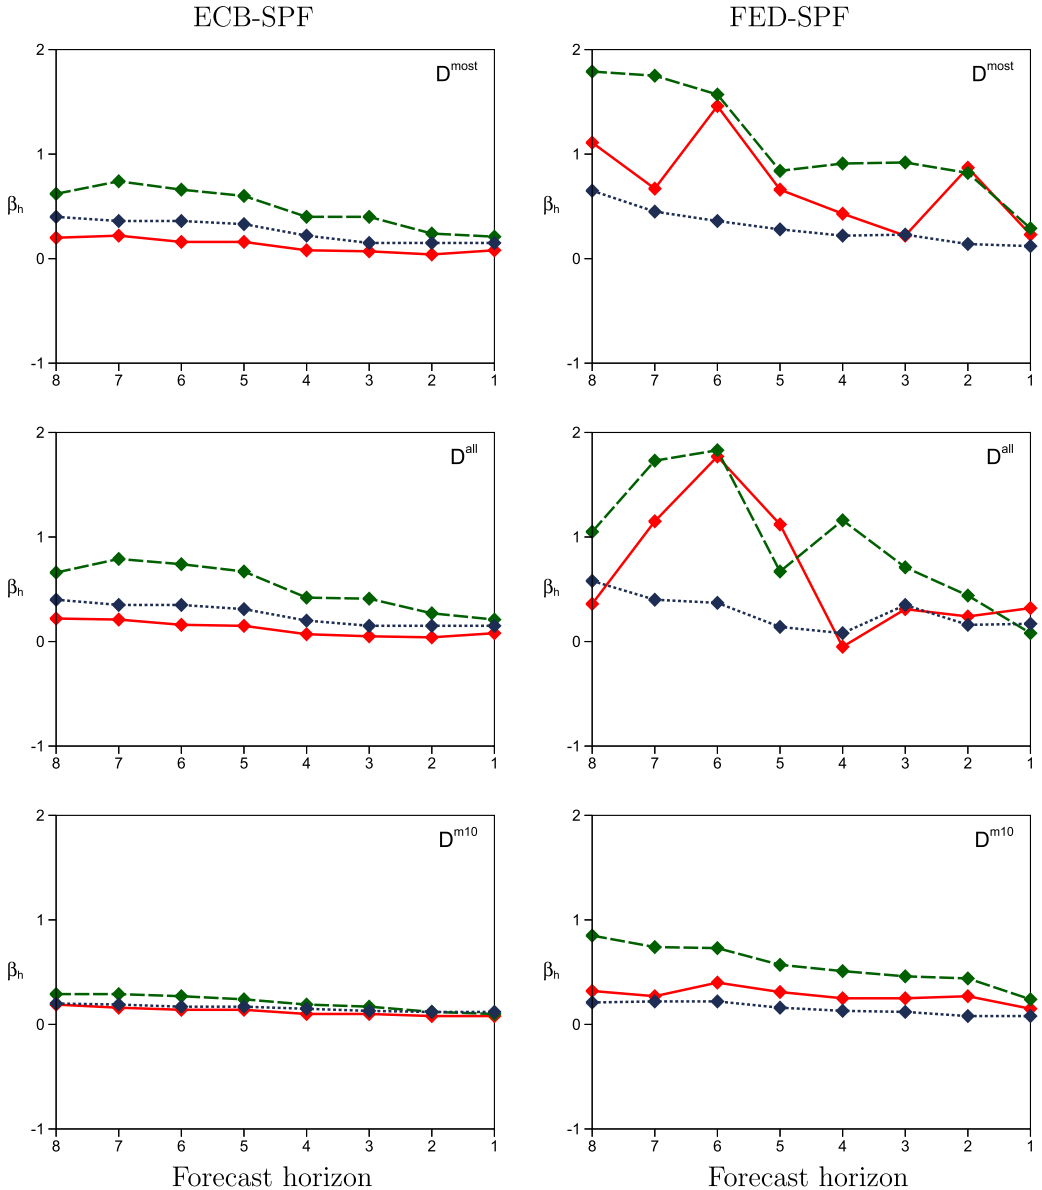 ECB-SPF FED-SPF
2 D^most 2 D^most
1 1
β_h β_h
0 0
-1 -1
8 7 6 5 4 3 2 1 8 7 6 5 4 3 2 1
2 D^all 2 D^all
1 1
β_h β_h
0 0
-1 -1
8 7 6 5 4 3 2 1 8 7 6 5 4 3 2 1
2 D^m10 2 D^m10
1 1
β_h β_h
0 0
-1 -1
8 7 6 5 4 3 2 1 8 7 6 5 4 3 2 1
Forecast horizon Forecast horizon